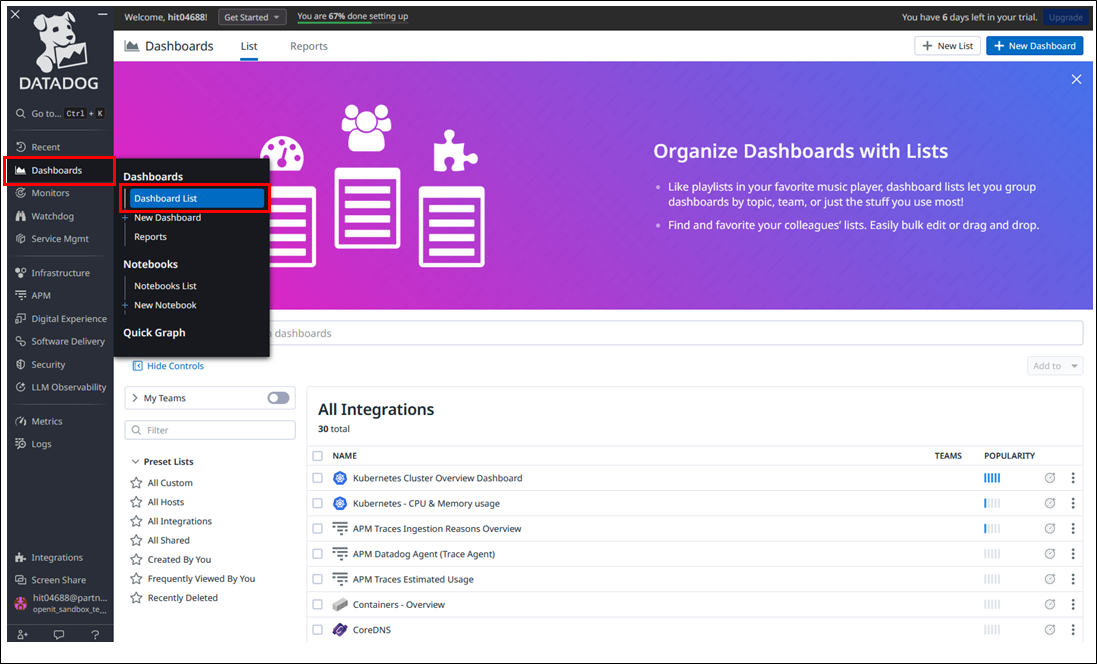 Welcome, hit04688!
Get Started
You are 67% done setting up
You have 6 days left in your trial.
Upgrade
DATADOG
Go to... Ctrl + K
Recent
Dashboards
Monitors
Watchdog
Service Mgmt
Infrastructure
APM
Digital Experience
Software Delivery
Security
LLM Observability
Metrics
Logs
Integrations
Screen Share
hit04688@partn...
openit_sandbox_te...
Dashboards
List
Reports
+ New List
+ New Dashboard
Dashboards
Dashboard List
+ New Dashboard
Reports
Notebooks
Notebooks List
+ New Notebook
Quick Graph
Organize Dashboards with Lists
• Like playlists in your favorite music player, dashboard lists let you group
dashboards by topic, team, or just the stuff you use most!
• Find and favorite your colleagues' lists. Easily bulk edit or drag and drop.
dashboards
Hide Controls
Add to
My Teams
Filter
Preset Lists
All Custom
All Hosts
All Integrations
All Shared
Created By You
Frequently Viewed By You
Recently Deleted
All Integrations
30 total
NAME TEAMS POPULARITY
Kubernetes Cluster Overview Dashboard
Kubernetes - CPU & Memory usage
APM Traces Ingestion Reasons Overview
APM Datadog Agent (Trace Agent)
APM Traces Estimated Usage
Containers - Overview
CoreDNS